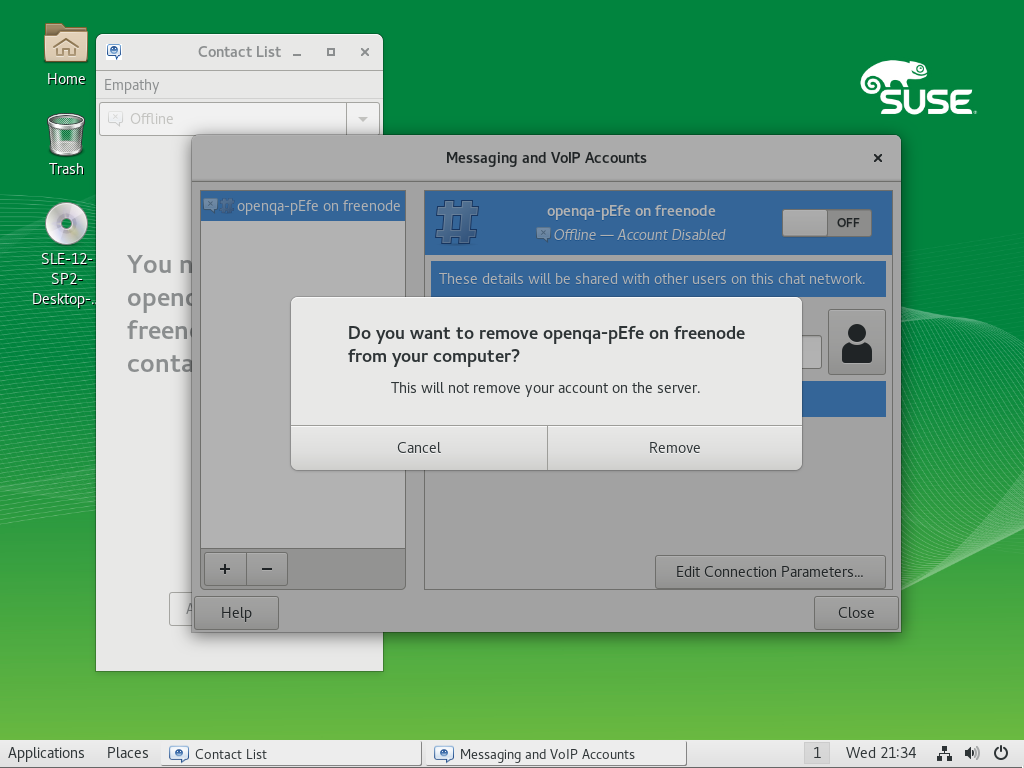 Home
Trash
SLE-12-
SP2-
Desktop-..
Contact List
Empathy
Offline
You
openq
freen
conta
SUSE
Messaging and VoIP Accounts
openqa-pEfe on freenode
openqa-pEfe on freenode
Offline — Account Disabled
OFF
These details will be shared with other users on this chat network.
Do you want to remove openqa-pEfe on freenode
from your computer?
This will not remove your account on the server.
Cancel
Remove
+
−
Edit Connection Parameters...
Help
Close
Applications
Places
Contact List
Messaging and VoIP Accounts
1
Wed 21:34